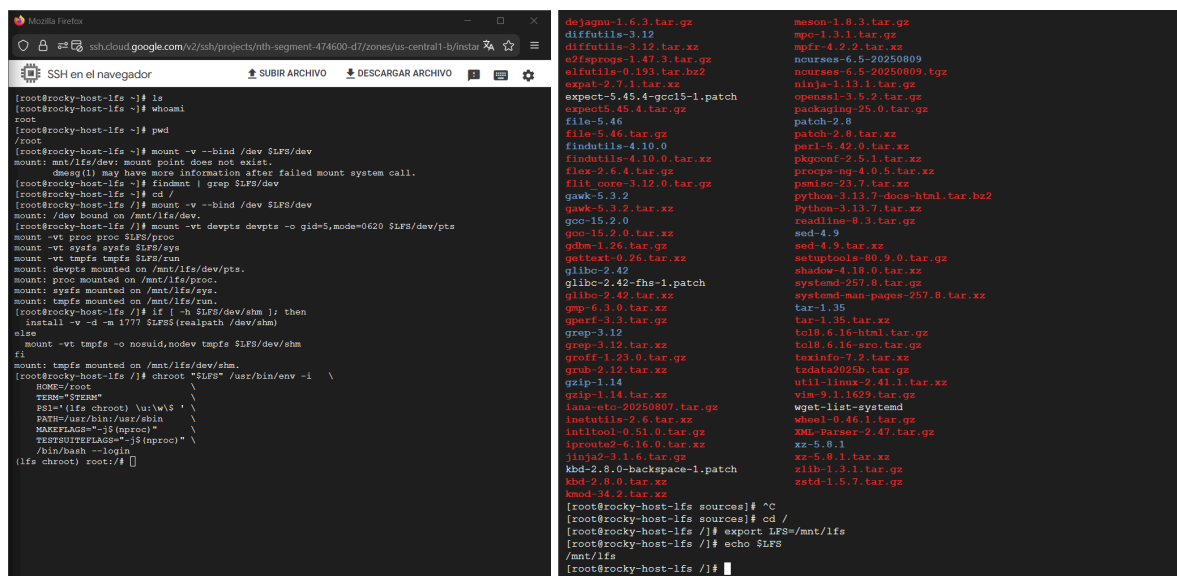 Mozilla Firefox
ssh.cloud.google.com/v2/ssh/projects/nth-segment-474600-d7/zones/us-central1-b/instar
SSH en el navegador
SUBIR ARCHIVO
DESCARGAR ARCHIVO
[root@rocky-host-lfs ~]# ls
[root@rocky-host-lfs ~]# whoami
root
[root@rocky-host-lfs ~]# pwd
/root
[root@rocky-host-lfs ~]# mount -v --bind /dev $LFS/dev
mount: mnt/lfs/dev: mount point does not exist.
       dmesg(1) may have more information after failed mount system call.
[root@rocky-host-lfs ~]# findmnt | grep $LFS/dev
[root@rocky-host-lfs ~]# cd /
[root@rocky-host-lfs /]# mount -v --bind /dev $LFS/dev
mount: /dev bound on /mnt/lfs/dev.
[root@rocky-host-lfs /]# mount -vt devpts devpts -o gid=5,mode=0620 $LFS/dev/pts
mount -vt proc proc $LFS/proc
mount -vt sysfs sysfs $LFS/sys
mount -vt tmpfs tmpfs $LFS/run
mount: devpts mounted on /mnt/lfs/dev/pts.
mount: proc mounted on /mnt/lfs/proc.
mount: sysfs mounted on /mnt/lfs/sys.
mount: tmpfs mounted on /mnt/lfs/run.
[root@rocky-host-lfs /]# if [ -h $LFS/dev/shm ]; then
  install -v -d -m 1777 $LFS$(realpath /dev/shm)
else
  mount -vt tmpfs -o nosuid,nodev tmpfs $LFS/dev/shm
fi
mount: tmpfs mounted on /mnt/lfs/dev/shm.
[root@rocky-host-lfs /]# chroot "$LFS" /usr/bin/env -i   \
    HOME=/root                  \
    TERM="$TERM"                \
    PS1='(lfs chroot) \u:\w\$ ' \
    PATH=/usr/bin:/usr/sbin     \
    MAKEFLAGS="-j$(nproc)"      \
    TESTSUITEFLAGS="-j$(nproc)" \
    /bin/bash --login
(lfs chroot) root:/#
dejagnu-1.6.3.tar.gz meson-1.8.3.tar.gz
diffutils-3.12 mpc-1.3.1.tar.gz
diffutils-3.12.tar.xz mpfr-4.2.2.tar.xz
e2fsprogs-1.47.3.tar.gz ncurses-6.5-20250809
elfutils-0.193.tar.bz2 ncurses-6.5-20250809.tgz
expat-2.7.1.tar.xz ninja-1.13.1.tar.gz
expect-5.45.4-gcc15-1.patch openssl-3.5.2.tar.gz
expect5.45.4.tar.gz packaging-25.0.tar.gz
file-5.46 patch-2.8
file-5.46.tar.gz patch-2.8.tar.xz
findutils-4.10.0 perl-5.42.0.tar.xz
findutils-4.10.0.tar.xz pkgconf-2.5.1.tar.xz
flex-2.6.4.tar.gz procps-ng-4.0.5.tar.xz
flit_core-3.12.0.tar.gz psmisc-23.7.tar.xz
gawk-5.3.2 python-3.13.7-docs-html.tar.bz2
gawk-5.3.2.tar.xz Python-3.13.7.tar.xz
gcc-15.2.0 readline-8.3.tar.gz
gcc-15.2.0.tar.xz sed-4.9
gdbm-1.26.tar.gz sed-4.9.tar.xz
gettext-0.26.tar.xz setuptools-80.9.0.tar.gz
glibc-2.42 shadow-4.18.0.tar.xz
glibc-2.42-fhs-1.patch systemd-257.8.tar.gz
glibc-2.42.tar.xz systemd-man-pages-257.8.tar.xz
gmp-6.3.0.tar.xz tar-1.35
gperf-3.3.tar.gz tar-1.35.tar.xz
grep-3.12 tcl8.6.16-html.tar.gz
grep-3.12.tar.xz tcl8.6.16-src.tar.gz
groff-1.23.0.tar.gz texinfo-7.2.tar.xz
grub-2.12.tar.xz tzdata2025b.tar.gz
gzip-1.14 util-linux-2.41.1.tar.xz
gzip-1.14.tar.xz vim-9.1.1629.tar.gz
iana-etc-20250807.tar.gz wget-list-systemd
inetutils-2.6.tar.xz wheel-0.46.1.tar.gz
intltool-0.51.0.tar.gz XML-Parser-2.47.tar.gz
iproute2-6.16.0.tar.xz xz-5.8.1
jinja2-3.1.6.tar.gz xz-5.8.1.tar.xz
kbd-2.8.0-backspace-1.patch zlib-1.3.1.tar.gz
kbd-2.8.0.tar.xz zstd-1.5.7.tar.gz
kmod-34.2.tar.xz
[root@rocky-host-lfs sources]# ^C
[root@rocky-host-lfs sources]# cd /
[root@rocky-host-lfs /]# export LFS=/mnt/lfs
[root@rocky-host-lfs /]# echo $LFS
/mnt/lfs
[root@rocky-host-lfs /]#